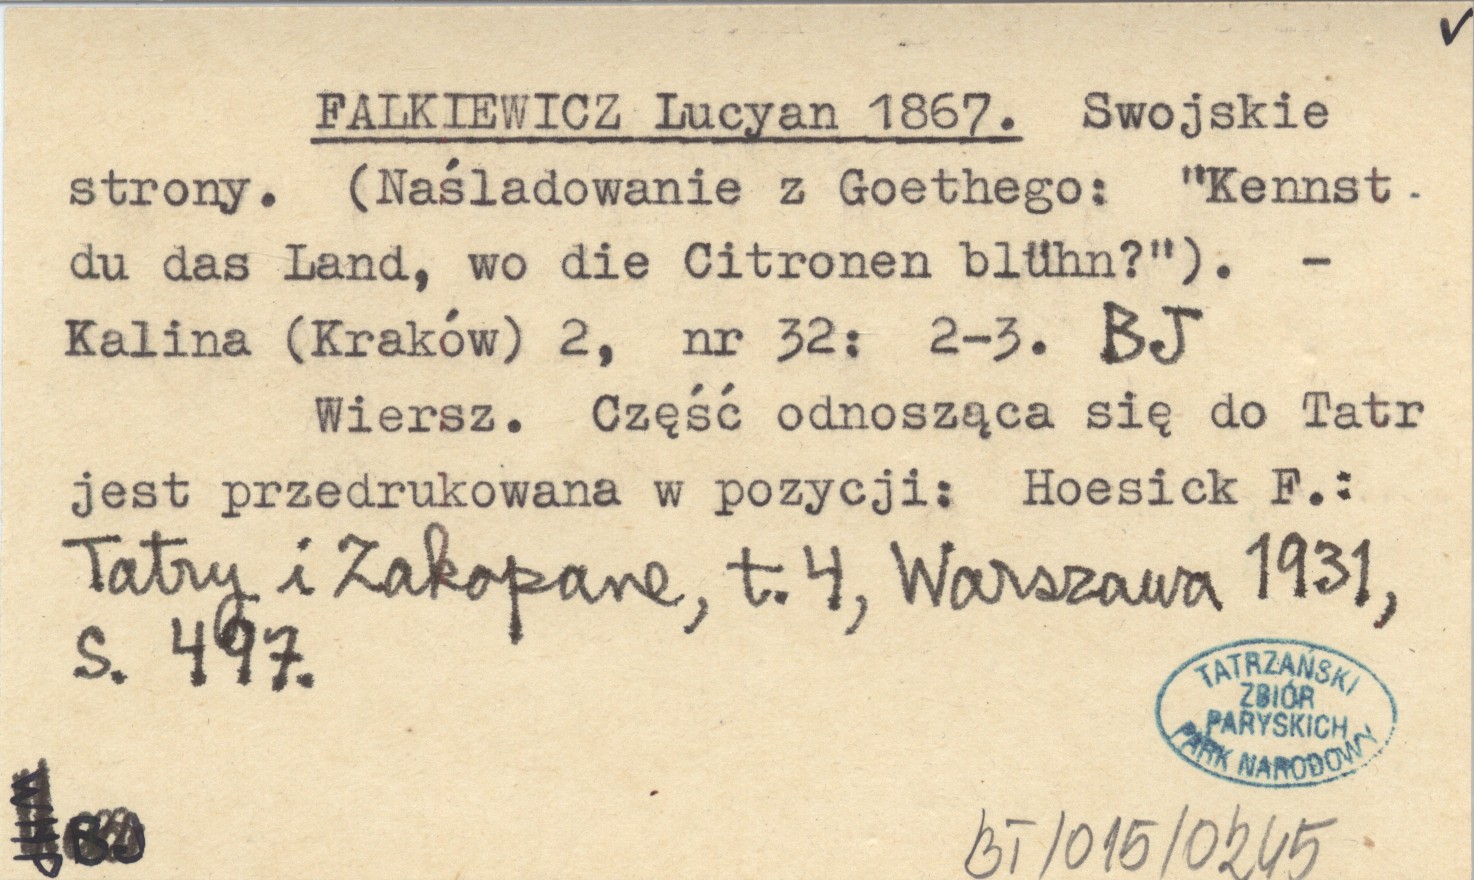 FALKIEWICZ Lucyan 1867. Swojskie
strony. (Naśladowanie z Goethego: "Kennst
du das Land, wo die Citronen blühn?"). -
Kalina (Kraków) 2, nr 32: 2-3. BJ
Wiersz. Część odnosząca się do Tatr
jest przedrukowana w pozycji: Hoesick F.:
Tatry i Zakopane, t. 4, Warszawa 1931,
s. 497.
TATRZAŃSKI
ZBIÓR
PARYSKICH
PARK NARODOWY
BJ
BT/015/0245